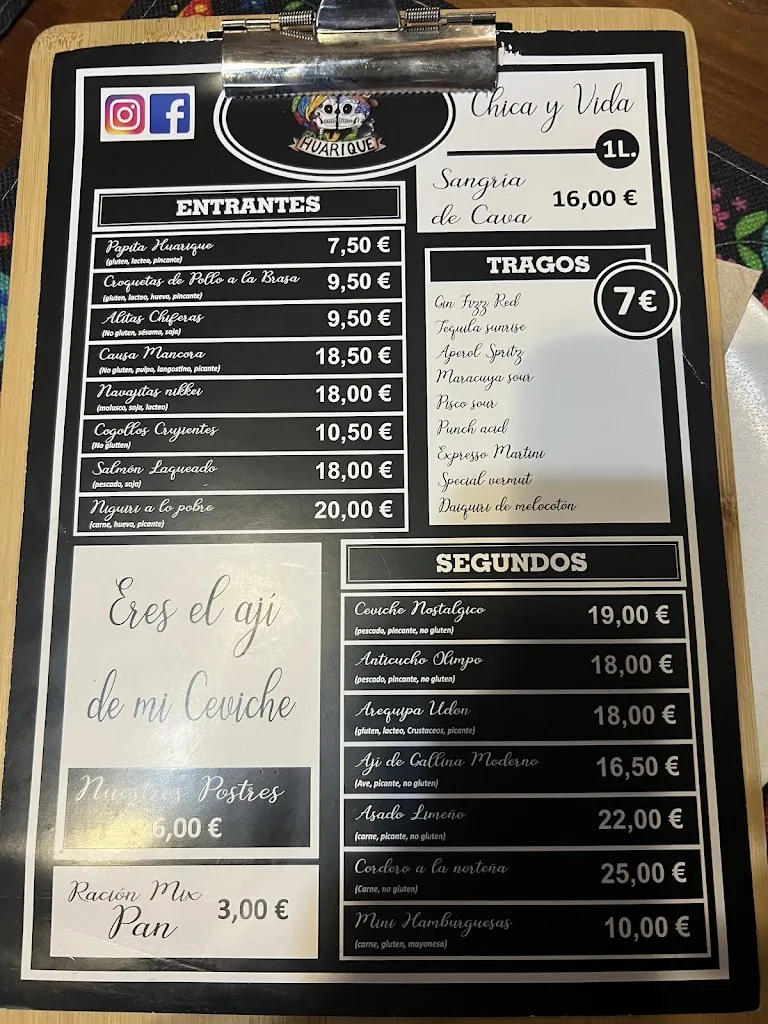 HUARIQUE
Chica y Vida
1L.
Sangría
de Cava
16,00 €
ENTRANTES
Papita Huarique 7,50 €
(gluten, lacteo, pincante)
Croquetas de Pollo a la Brasa 9,50 €
(gluten, lacteo, huevo, pincante)
Alitas Chiferas 9,50 €
(No gluten, sésamo, soja)
Causa Mancora 18,50 €
(No gluten, pulpo, langostino, picante)
Navajitas nikkei 18,00 €
(molusco, soja, lacteo)
Cogollos Crujientes 10,50 €
(No glutten)
Salmón Laqueado 18,00 €
(pescado, soja)
Niguiri a lo pobre 20,00 €
(carne, huevo, picante)
TRAGOS
7€
Gin Fizz Red
Tequila sunrise
Aperol Spritz
Maracuya sour
Pisco sour
Punch acid
Expresso Martini
Special vermut
Daiquiri de melocotón
Eres el ají
de mi Ceviche
Nuestros Postres
6,00 €
Ración Mix
Pan
3,00 €
SEGUNDOS
Ceviche Nostalgico 19,00 €
(pescado, pincante, no gluten)
Anticucho Olimpo 18,00 €
(pescado, pincante, no gluten)
Arequipa Udon 18,00 €
(gluten, lacteo, Crustaceos, picante)
Aji de Gallina Moderno 16,50 €
(Ave, picante, no gluten)
Asado Limeño 22,00 €
(carne, picante, no gluten)
Cordero a la norteña 25,00 €
(Carne, no gluten)
Mini Hamburguesas 10,00 €
(carne, gluten, mayonesa)